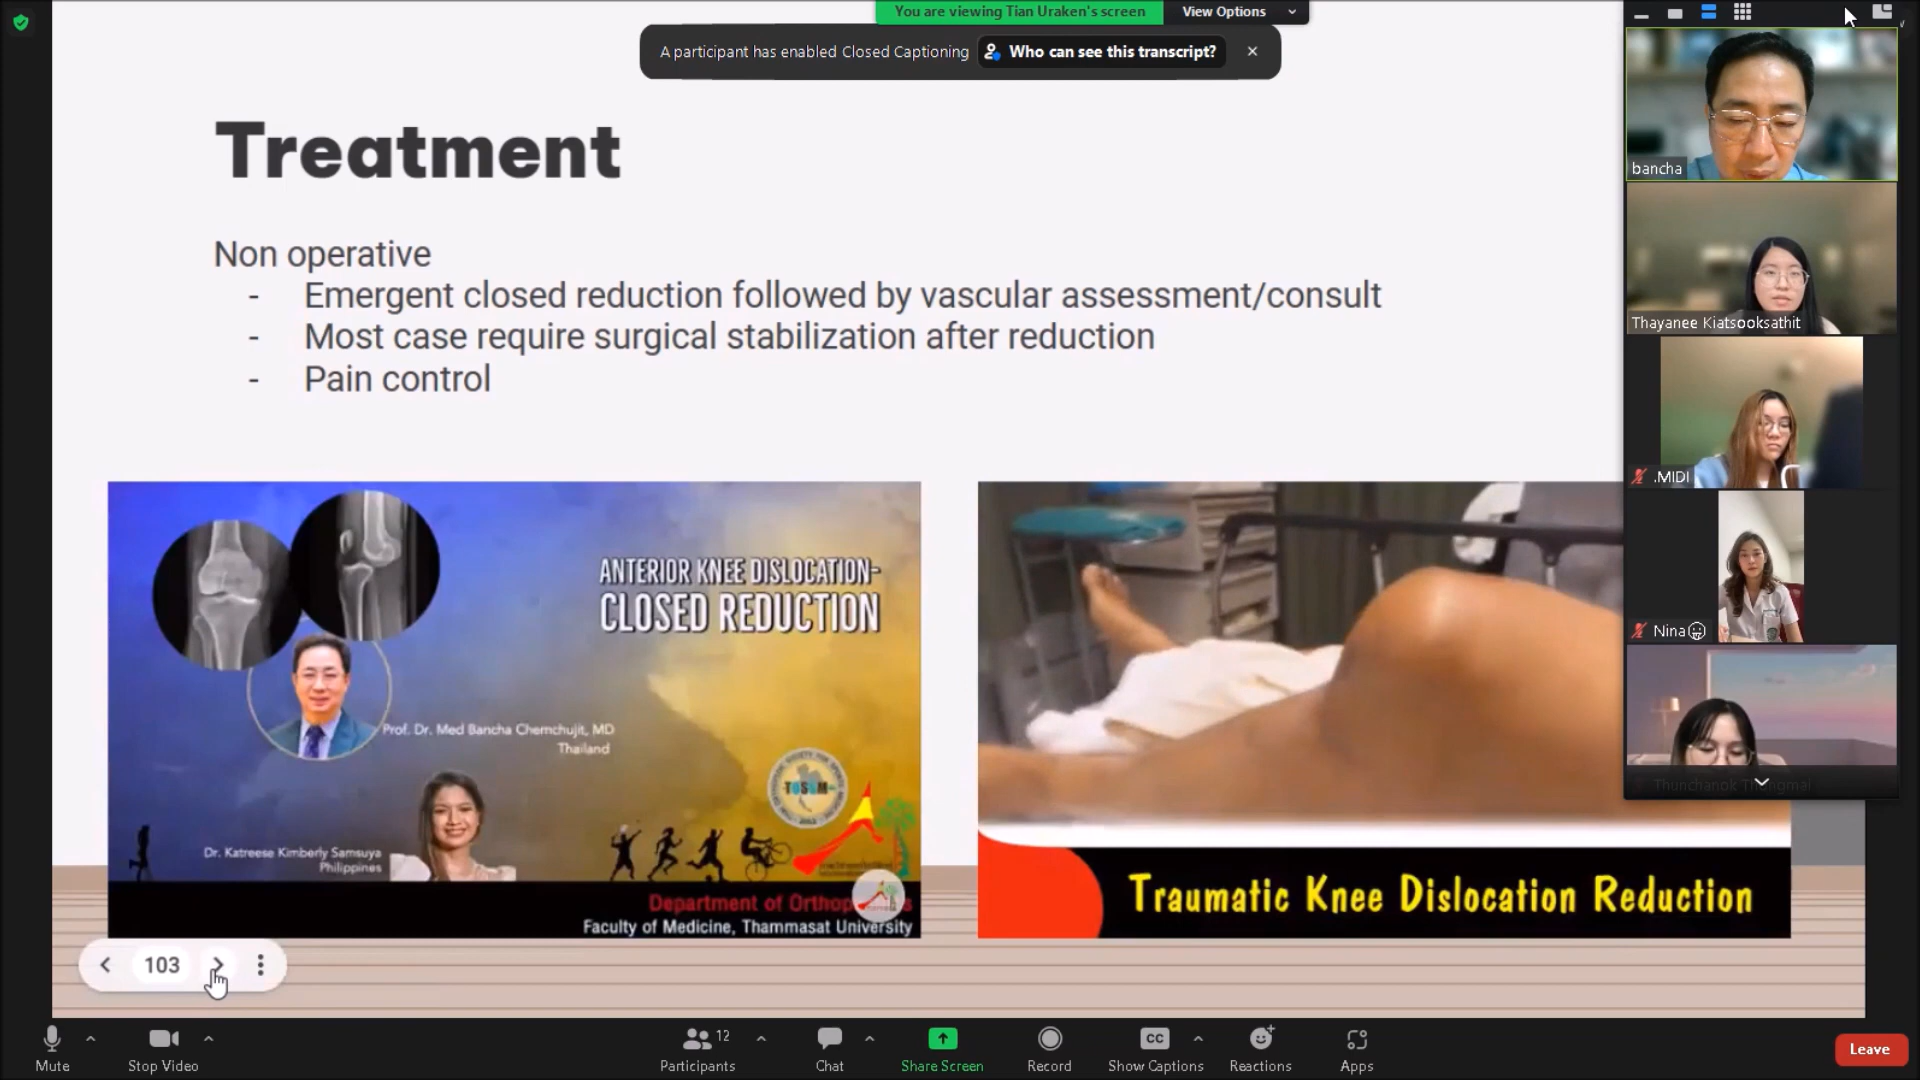 You are viewing Tian Uraken's screen
View Options
A participant has enabled Closed Captioning
Who can see this transcript?
Treatment
Non operative
- Emergent closed reduction followed by vascular assessment/consult
- Most case require surgical stabilization after reduction
- Pain control
ANTERIOR KNEE DISLOCATION-
CLOSED REDUCTION
Prof. Dr. Med Bancha Chernchujit, MD
Thailand
TOSSM
Dr. Katreese Kimberly Samsuya
Philippines
Department of
Faculty of Medicine, Thammasat University
Traumatic Knee Dislocation Reduction
103
bancha
Thayanee Kiatsooksathit
.MIDI
Nina
Mute
Stop Video
Participants
12
Chat
Share Screen
Record
CC
Show Captions
Reactions
Apps
Leave